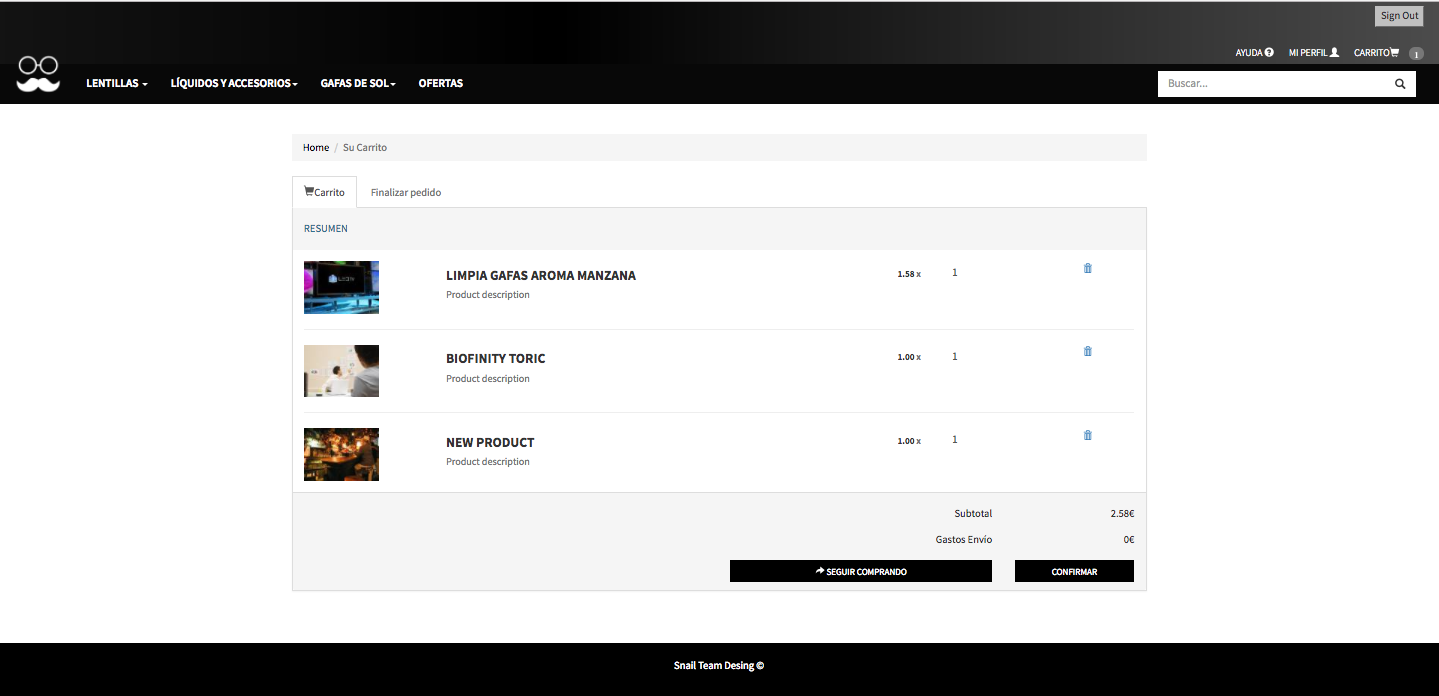 Sign Out
AYUDA MI PERFIL CARRITO 1
LENTILLAS LÍQUIDOS Y ACCESORIOS GAFAS DE SOL OFERTAS Buscar...
Home / Su Carrito
Carrito Finalizar pedido
RESUMEN
LIMPIA GAFAS AROMA MANZANA 1.58 x 1
Product description
BIOFINITY TORIC 1.00 x 1
Product description
NEW PRODUCT 1.00 x 1
Product description
Subtotal 2.58€
Gastos Envío 0€
SEGUIR COMPRANDO CONFIRMAR
Snail Team Desing ©